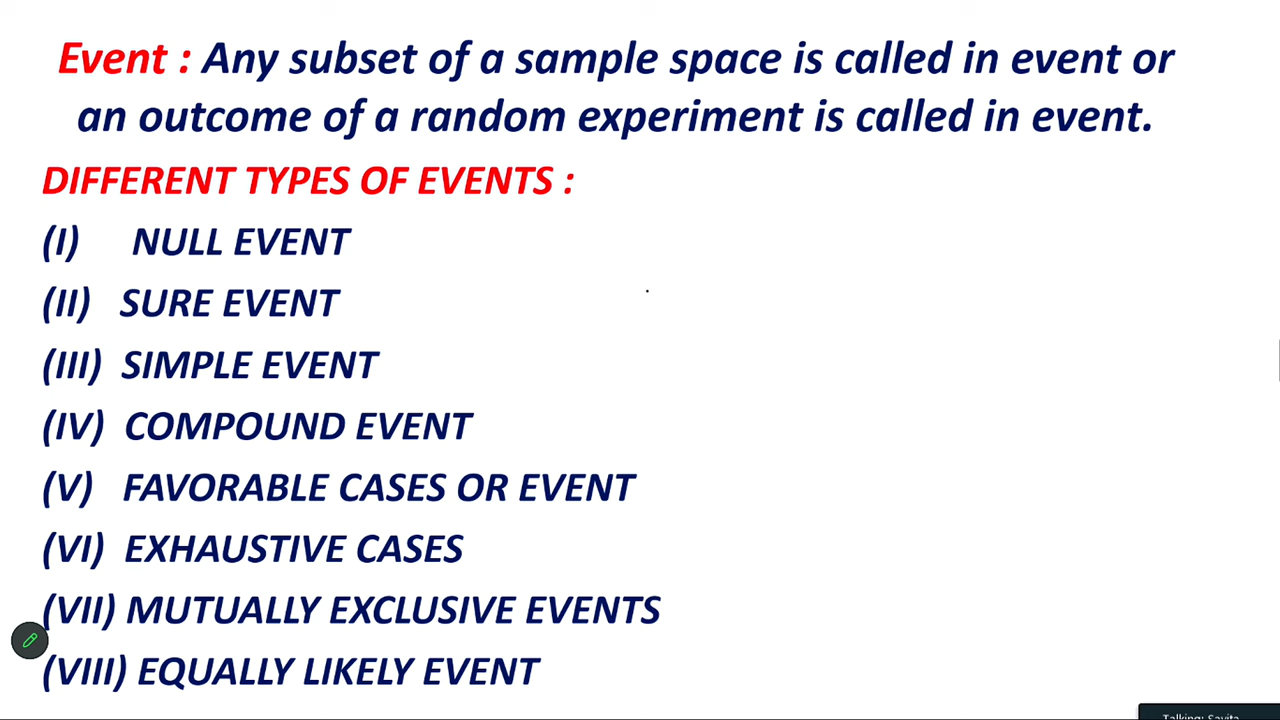 Event : Any subset of a sample space is called in event or
an outcome of a random experiment is called in event.
DIFFERENT TYPES OF EVENTS :
(I) NULL EVENT
(II) SURE EVENT
(III) SIMPLE EVENT
(IV) COMPOUND EVENT
(V) FAVORABLE CASES OR EVENT
(VI) EXHAUSTIVE CASES
(VII) MUTUALLY EXCLUSIVE EVENTS
(VIII) EQUALLY LIKELY EVENT
Talking: Savita